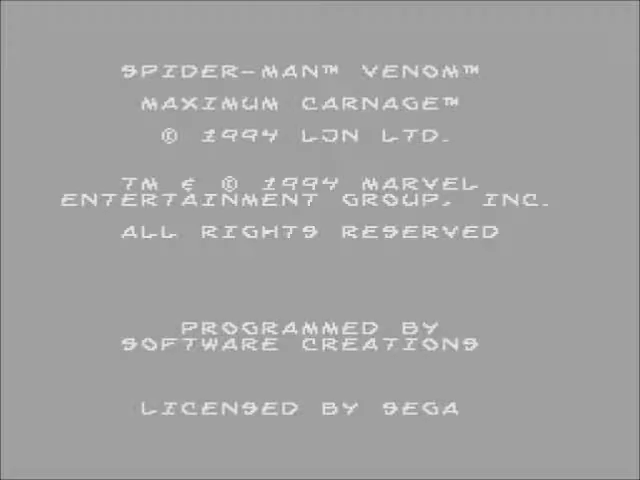 SPIDER-MAN™ VENOM™
MAXIMUM CARNAGE™
© 1994 LJN LTD.
TM & © 1994 MARVEL
ENTERTAINMENT GROUP, INC.
ALL RIGHTS RESERVED
PROGRAMMED BY
SOFTWARE CREATIONS
LICENSED BY SEGA